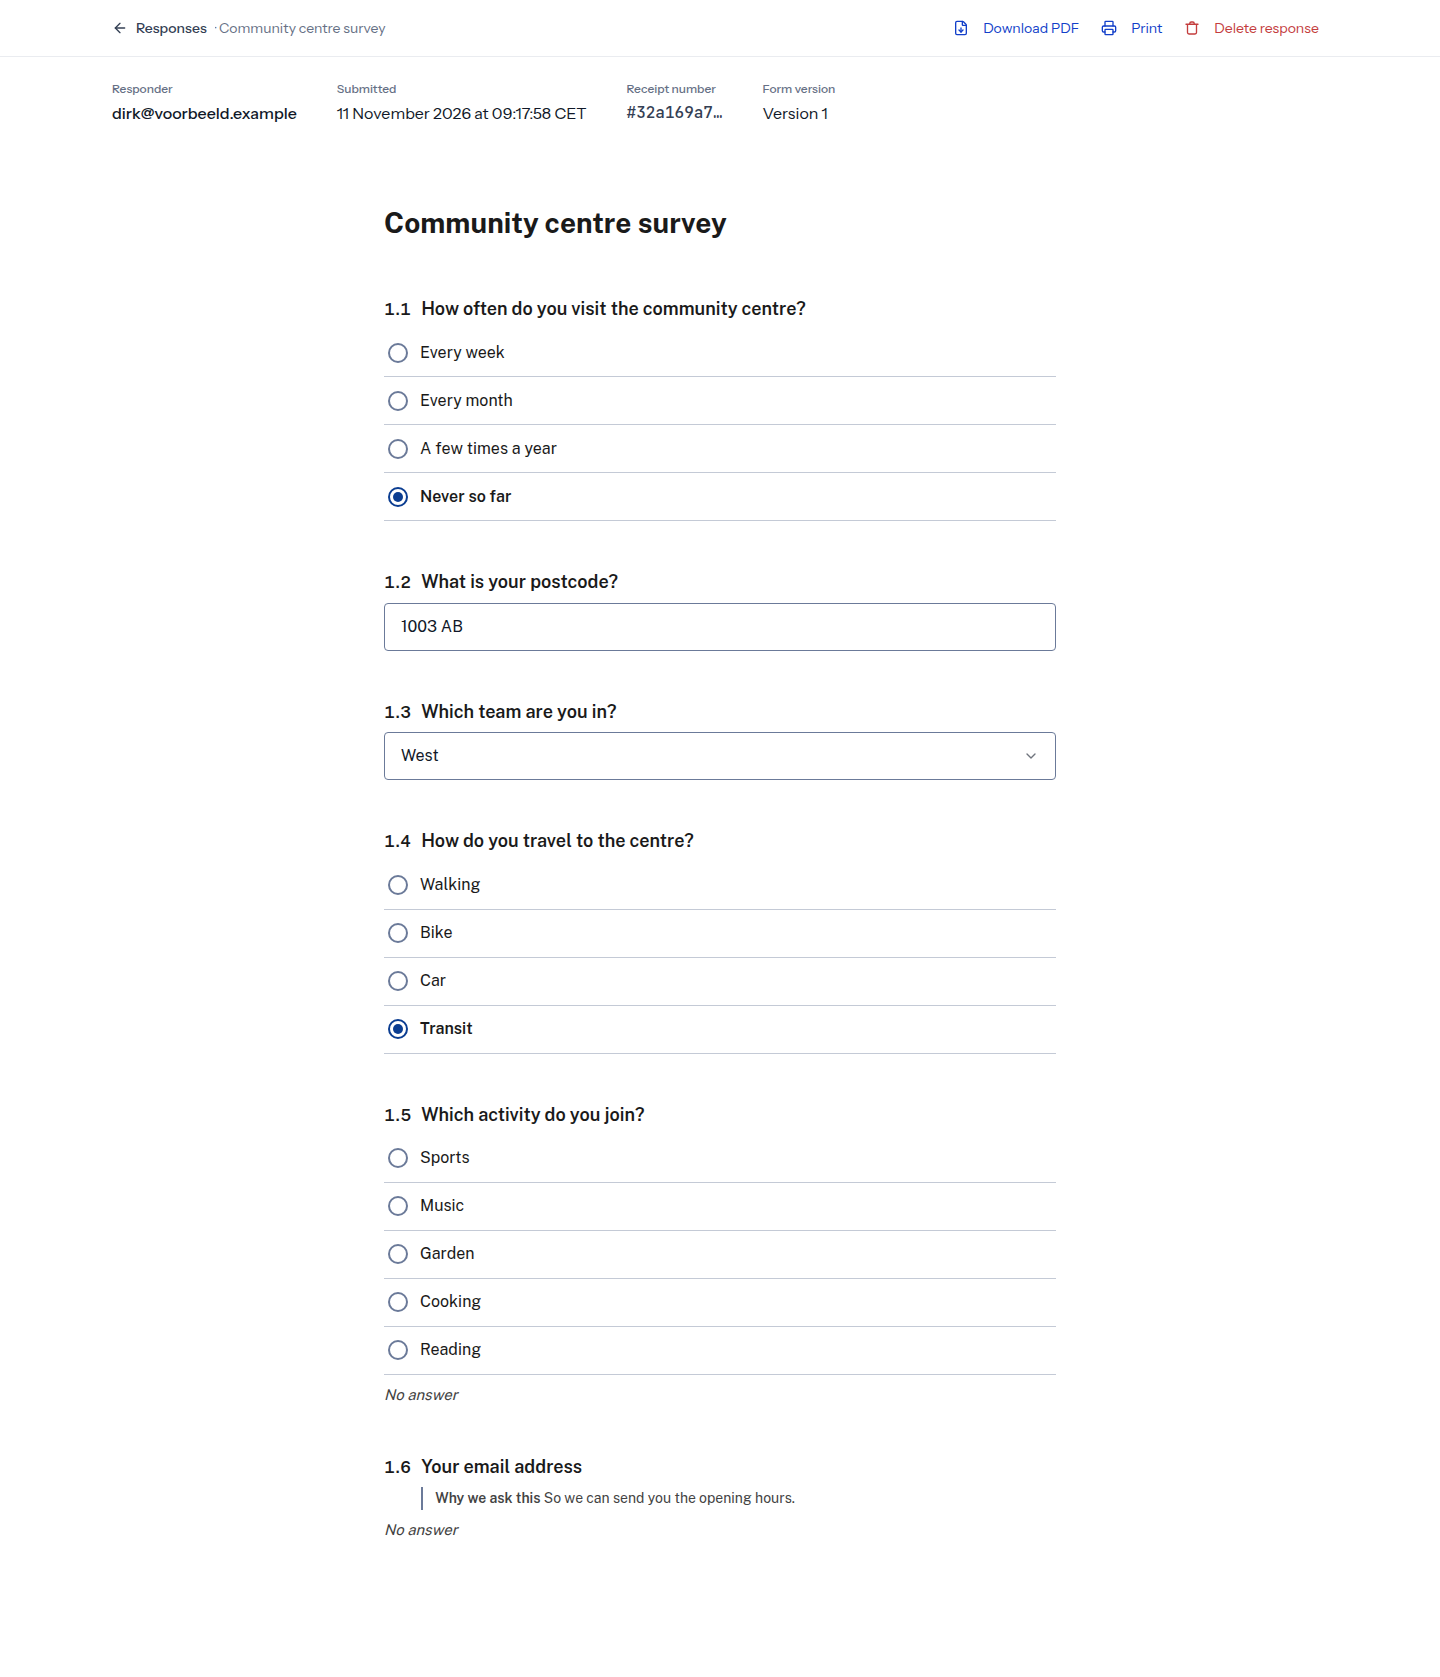 Responses · Community centre survey
Download PDF Print Delete response
Responder Submitted Receipt number Form version
dirk@voorbeeld.example 11 November 2026 at 09:17:58 CET #32a169a7… Version 1
Community centre survey
1.1 How often do you visit the community centre?
Every week
Every month
A few times a year
Never so far
1.2 What is your postcode?
1003 AB
1.3 Which team are you in?
West
1.4 How do you travel to the centre?
Walking
Bike
Car
Transit
1.5 Which activity do you join?
Sports
Music
Garden
Cooking
Reading
No answer
1.6 Your email address
Why we ask this So we can send you the opening hours.
No answer